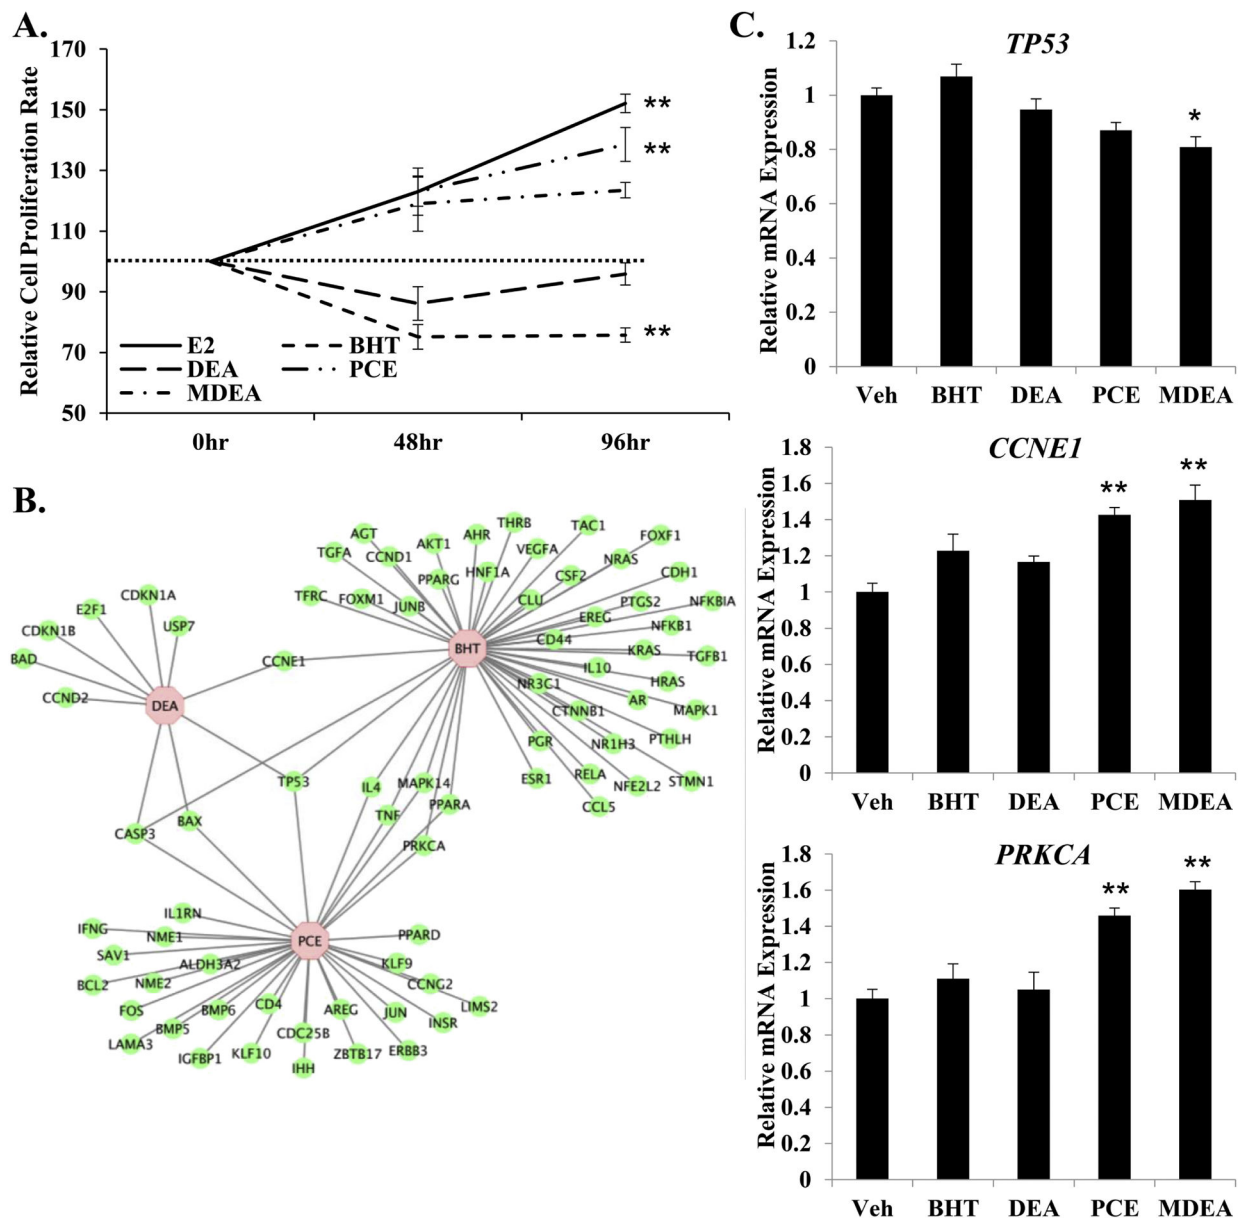 A.
170
150
130
110
90
70
50
Relative Cell Proliferation Rate
**
**
**
E2 BHT
DEA PCE
MDEA
0hr 48hr 96hr
B.
AGT
TGFA
CCND1
AKT1
AHR
THRB
TAC1
FOXF1
VEGFA
NRAS
PPARG
HNF1A
CSF2
CDH1
TFRC
FOXM1
JUNB
CLU
PTGS2
NFKBIA
EREG
NFKB1
CD44
KRAS
TGFB1
IL10
HRAS
NR3C1
AR
MAPK1
CTNNB1
PGR
NR1H3
PTHLH
ESR1
RELA
NFE2L2
STMN1
CCL5
BHT
CDKN1A
E2F1
USP7
CDKN1B
BAD
CCND2
DEA
CCNE1
TP53
IL4
MAPK14
TNF
PPARA
PRKCA
CASP3
BAX
PCE
IL1RN
IFNG
NME1
SAV1
ALDH3A2
BCL2
NME2
FOS
BMP6
CD4
LAMA3
BMP5
IGFBP1
KLF10
CDC25B
IHH
AREG
ZBTB17
JUN
ERBB3
INSR
LIMS2
CCNG2
KLF9
PPARD
C.
TP53
Relative mRNA Expression
1.2
1
0.8
0.6
0.4
0.2
0
*
Veh BHT DEA PCE MDEA
CCNE1
Relative mRNA Expression
1.8
1.6
1.4
1.2
1
0.8
0.6
0.4
0.2
0
** **
Veh BHT DEA PCE MDEA
PRKCA
Relative mRNA Expression
1.8
1.6
1.4
1.2
1
0.8
0.6
0.4
0.2
0
** **
Veh BHT DEA PCE MDEA